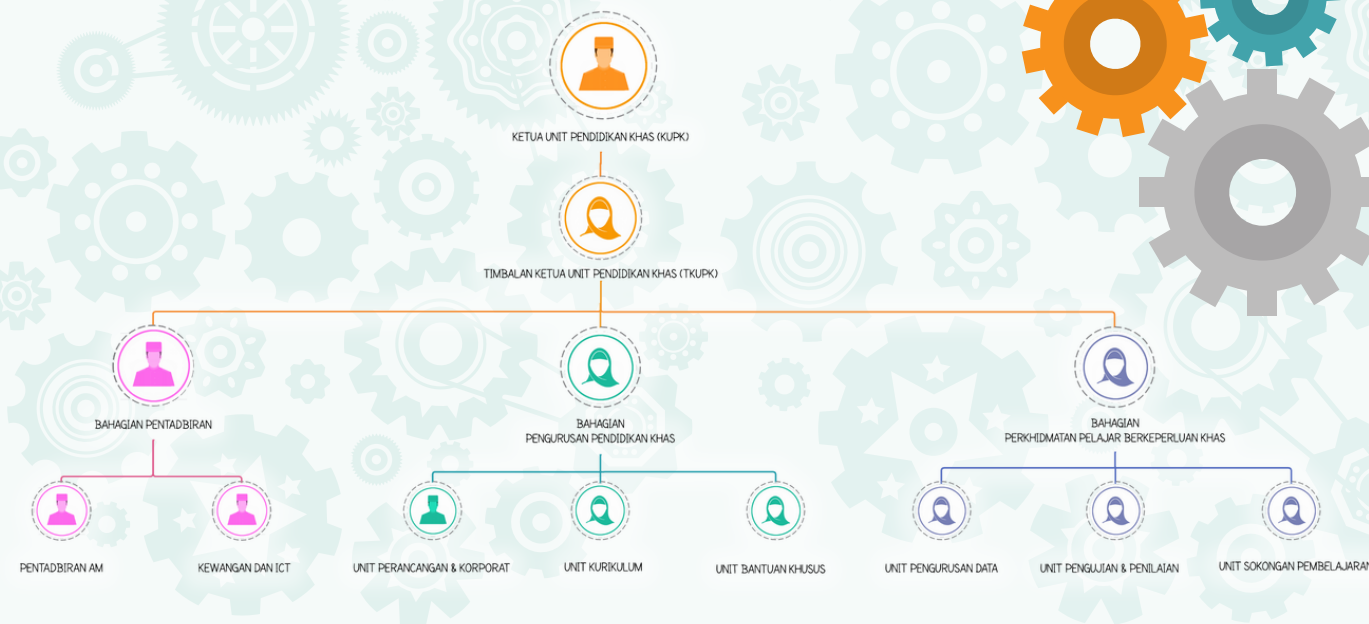 KETUA UNIT PENDIDIKAN KHAS (KUPK)
TIMBALAN KETUA UNIT PENDIDIKAN KHAS (TKUPK)
BAHAGIAN PENTADBIRAN
BAHAGIAN
PENGURUSAN PENDIDIKAN KHAS
BAHAGIAN
PERKHIDMATAN PELAJAR BERKEPERLUAN KHAS
PENTADBIRAN AM
KEWANGAN DAN ICT
UNIT PERANCANGAN & KORPORAT
UNIT KURIKULUM
UNIT BANTUAN KHUSUS
UNIT PENGURUSAN DATA
UNIT PENGUJIAN & PENILAIAN
UNIT SOKONGAN PEMBELAJARAN